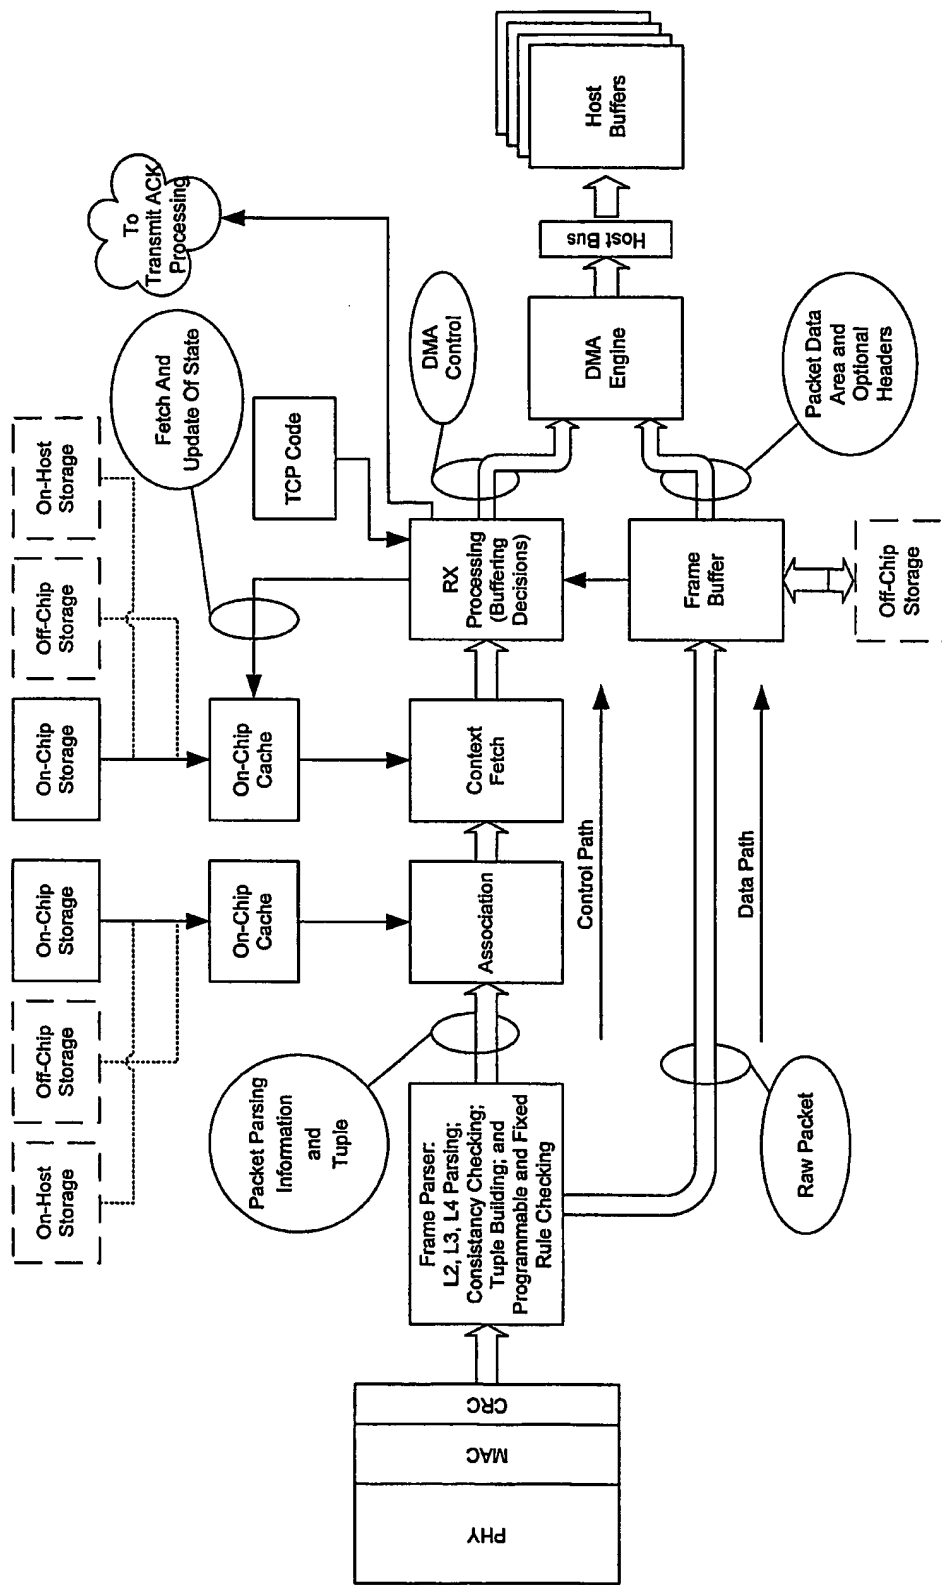 On-Host
Storage
Off-Chip
Storage
On-Chip
Storage
On-Chip
Storage
Off-Chip
Storage
On-Host
Storage
On-Chip
Cache
On-Chip
Cache
Fetch And
Update Of State
To
Transmit ACK
Processing
Packet Parsing
Information
and
Tuple
TCP Code
DMA
Control
PHY
MAC
CRC
Frame Parser:
L2, L3, L4 Parsing;
Consistancy Checking;
Tuple Building; and
Programmable and Fixed
Rule Checking
Association
Context
Fetch
RX
Processing
(Buffering
Decisions)
DMA
Engine
Host Bus
Host
Buffers
Control Path
Frame
Buffer
Data Path
Raw Packet
Packet Data
Area and
Optional
Headers
Off-Chip
Storage